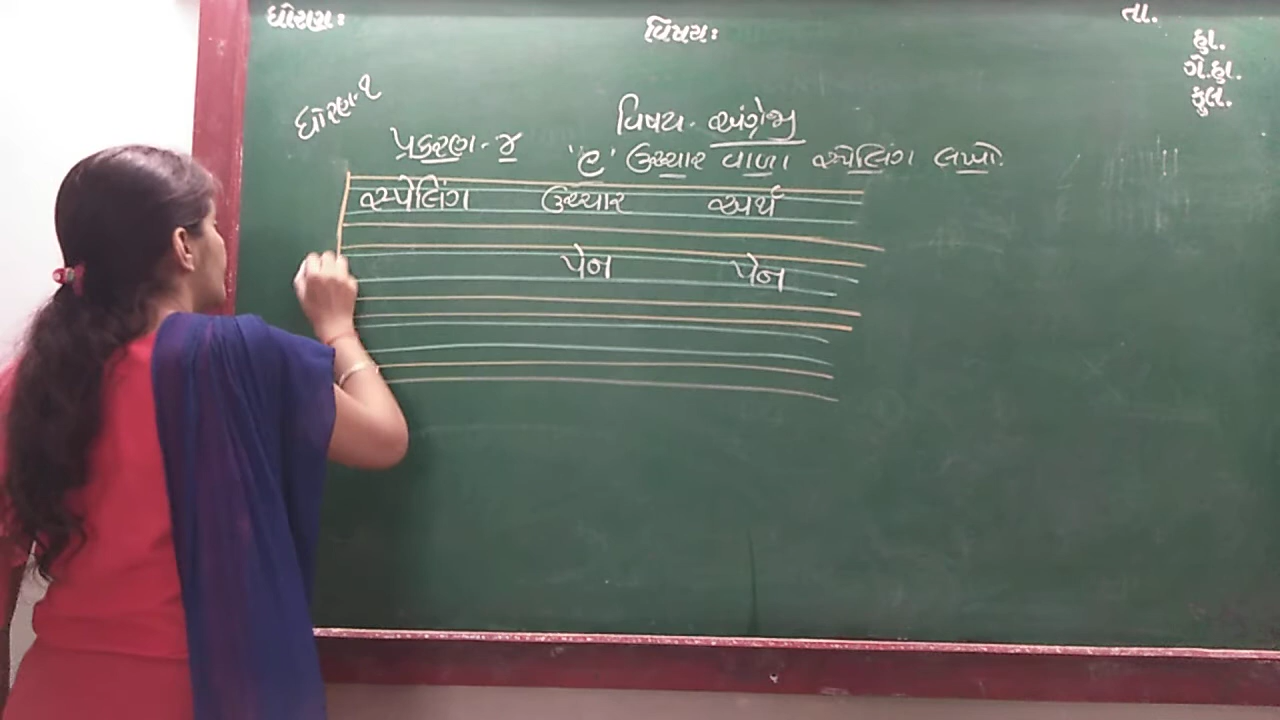 ધોરણઃ
વિષયઃ
તા.
હા.
ગે.હા.
કુલ.
ધોરણ-૧
વિષય- અંગ્રેજી
પ્રકરણ-૪ 'ટ' ઉચ્ચાર વાળા સ્પેલિંગ લખો.
સ્પેલિંગ ઉચ્ચાર અર્થ
પેન પેન